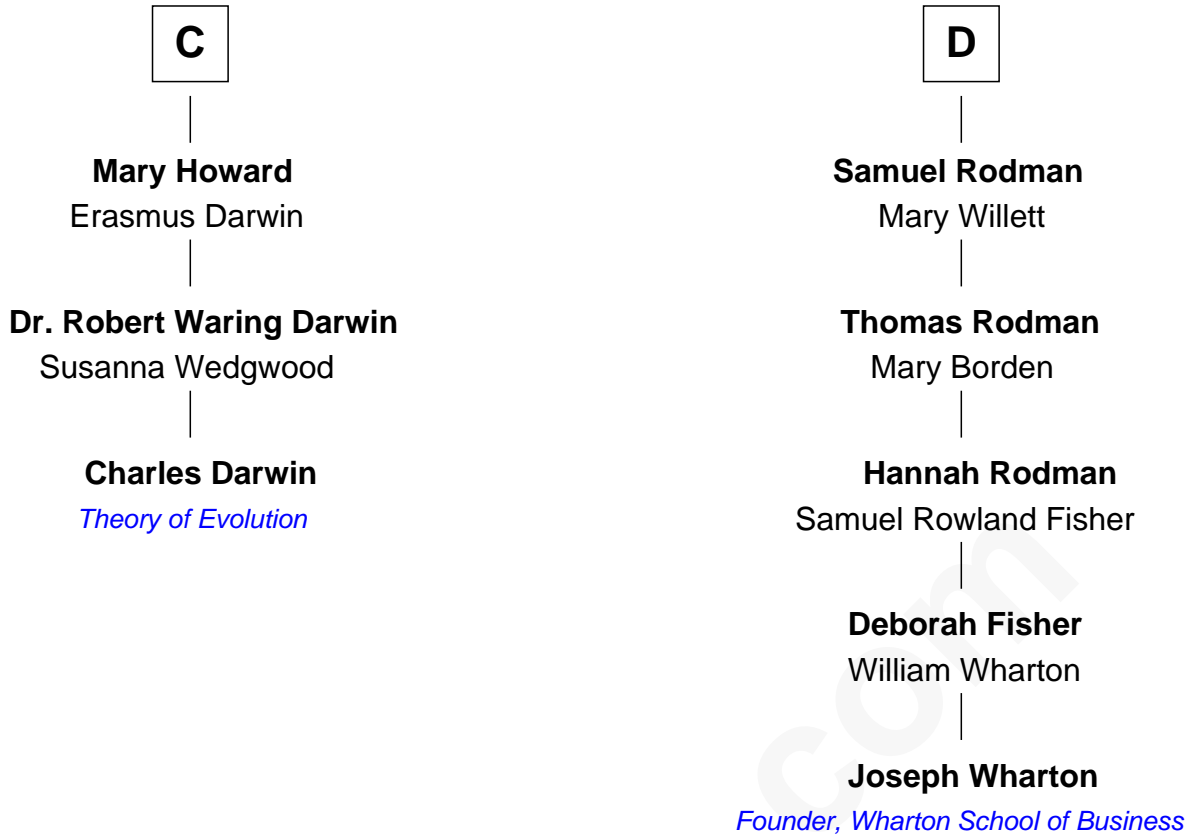 C
Mary Howard
Erasmus Darwin
Dr. Robert Waring Darwin
Susanna Wedgwood
Charles Darwin
Theory of Evolution
D
Samuel Rodman
Mary Willett
Thomas Rodman
Mary Borden
Hannah Rodman
Samuel Rowland Fisher
Deborah Fisher
William Wharton
Joseph Wharton
Founder, Wharton School of Business
com